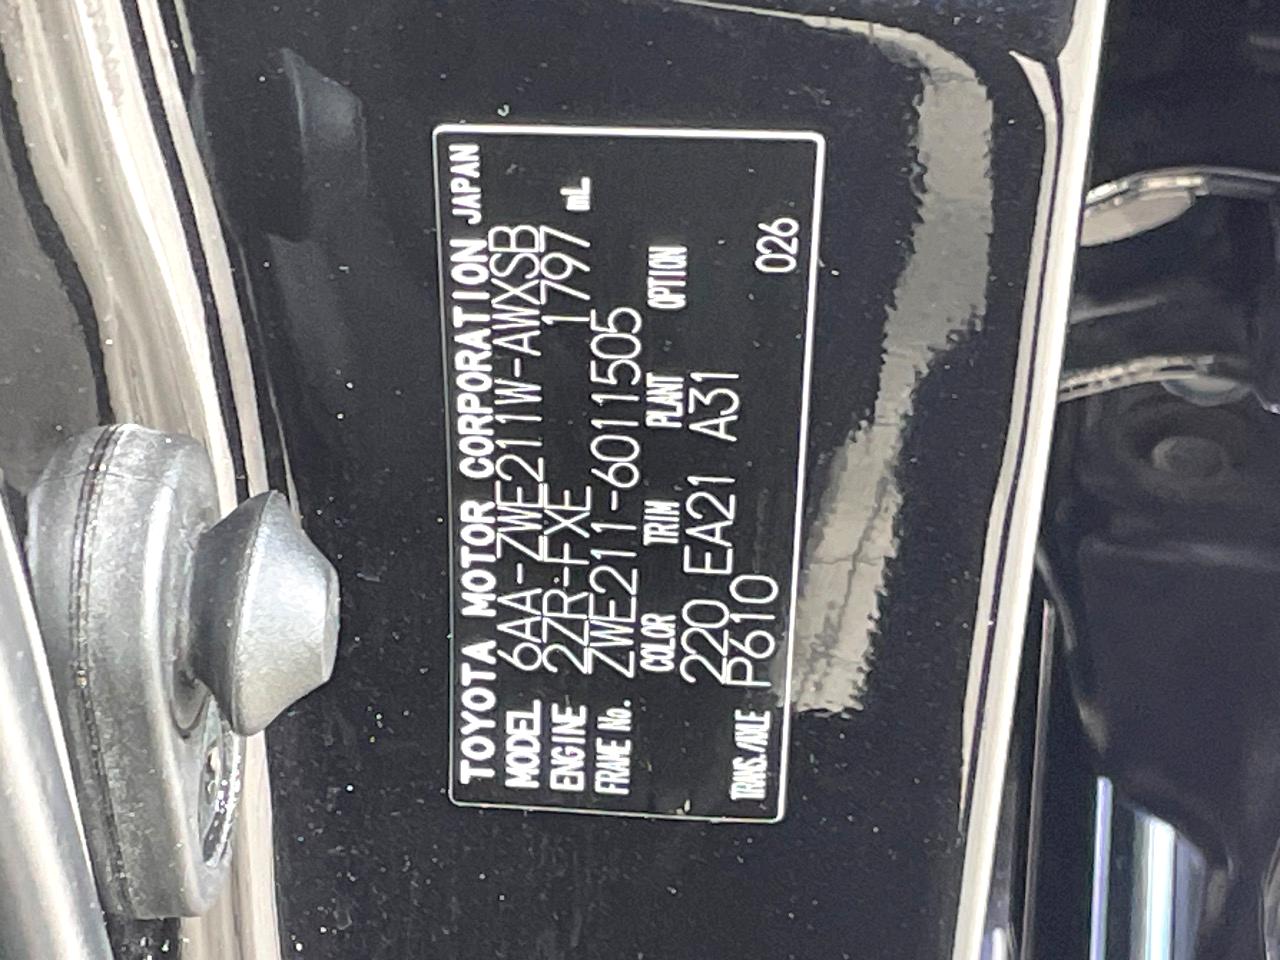 TOYOTA MOTOR CORPORATION JAPAN
MODEL 6AA-ZWE211W-AWXSB
ENGINE 2ZR-FXE 1797 mL
FRAME No. ZWE211-6011505
COLOR TRIM PLANT OPTION
220 EA21 A31
TRANS./AXLE P610 026